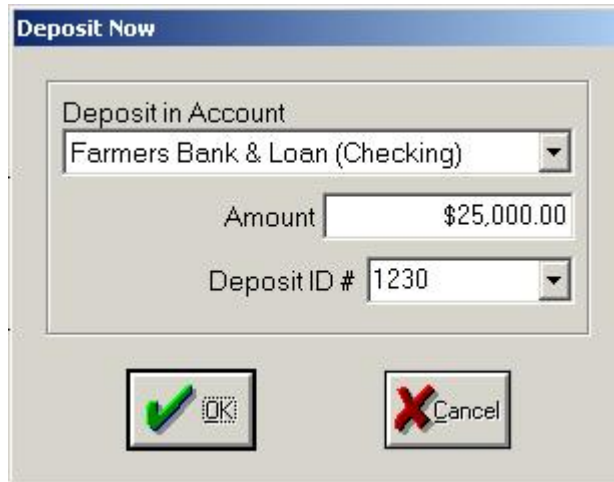 Deposit Now
Deposit in Account
Farmers Bank & Loan (Checking)
Amount $25,000.00
Deposit ID # 1230
OK Cancel